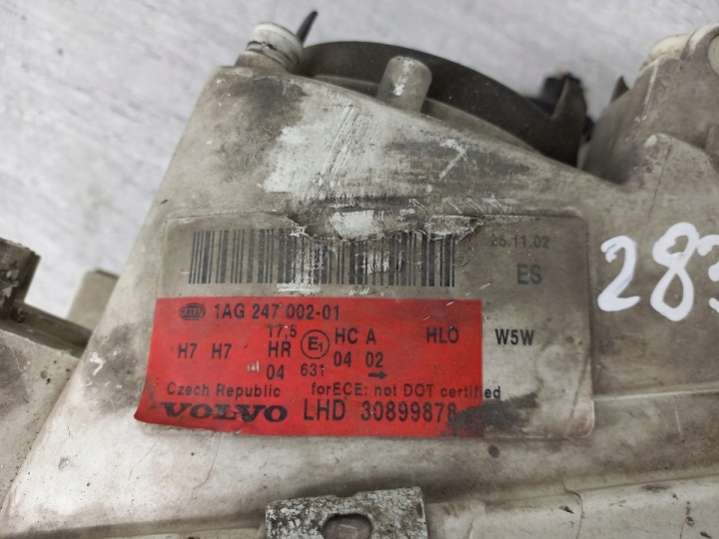 25.11.02
ES
283
HELLA 1AG 247 002-01
17.5 HC A HLO W5W
H7 H7 HR E1 04 02 →
04 631
Czech Republic forECE: not DOT certified
VOLVO LHD 30899878